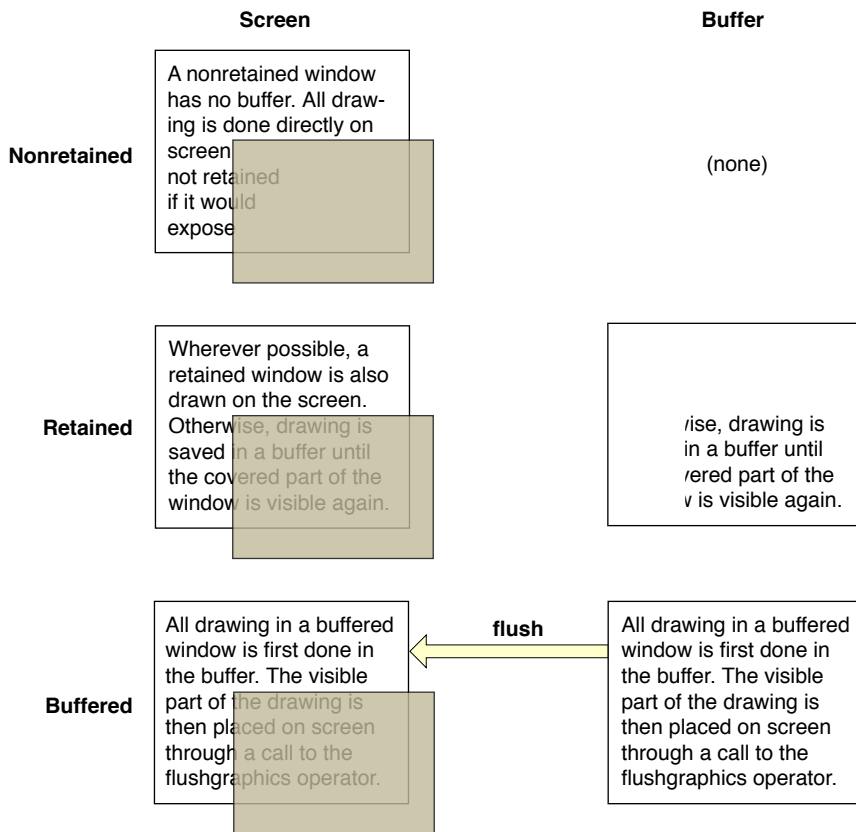 Screen
Buffer
Nonretained
A nonretained window
has no buffer. All draw-
ing is done directly on
screen
not retained
if it would
expose
(none)
Retained
Wherever possible, a
retained window is also
drawn on the screen.
Otherwise, drawing is
saved in a buffer until
the covered part of the
window is visible again.
wise, drawing is
in a buffer until
vered part of the
w is visible again.
Buffered
All drawing in a buffered
window is first done in
the buffer. The visible
part of the drawing is
then placed on screen
through a call to the
flushgraphics operator.
flush
All drawing in a buffered
window is first done in
the buffer. The visible
part of the drawing is
then placed on screen
through a call to the
flushgraphics operator.